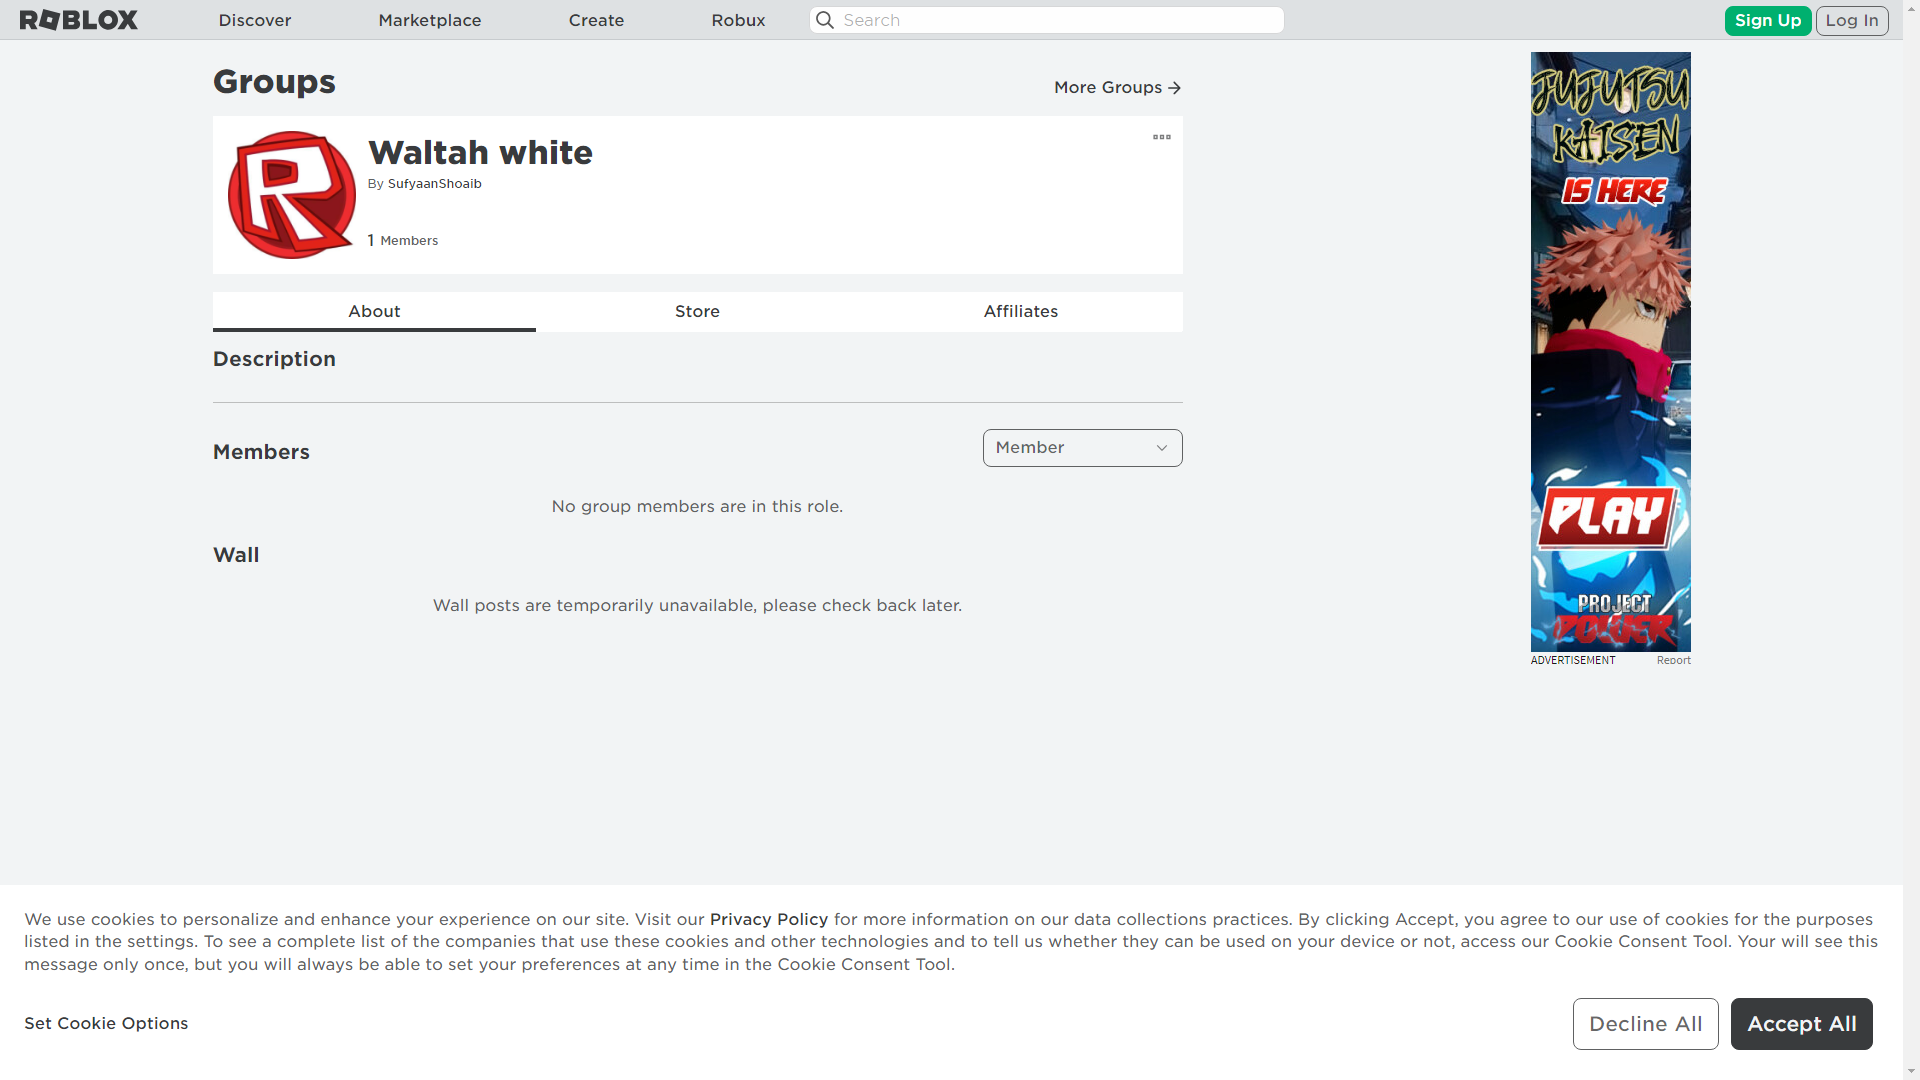 ROBLOX Discover Marketplace Create Robux Search Sign Up Log In
Groups
More Groups
Waltah white
By SufyaanShoaib
1 Members
About Store Affiliates
Description
Members
Member
No group members are in this role.
Wall
Wall posts are temporarily unavailable, please check back later.
JUJUTSU
KAISEN
IS HERE
PLAY
PROJECT
POWER
ADVERTISEMENT Report
We use cookies to personalize and enhance your experience on our site. Visit our Privacy Policy for more information on our data collections practices. By clicking Accept, you agree to our use of cookies for the purposes
listed in the settings. To see a complete list of the companies that use these cookies and other technologies and to tell us whether they can be used on your device or not, access our Cookie Consent Tool. Your will see this
message only once, but you will always be able to set your preferences at any time in the Cookie Consent Tool.
Set Cookie Options
Decline All
Accept All